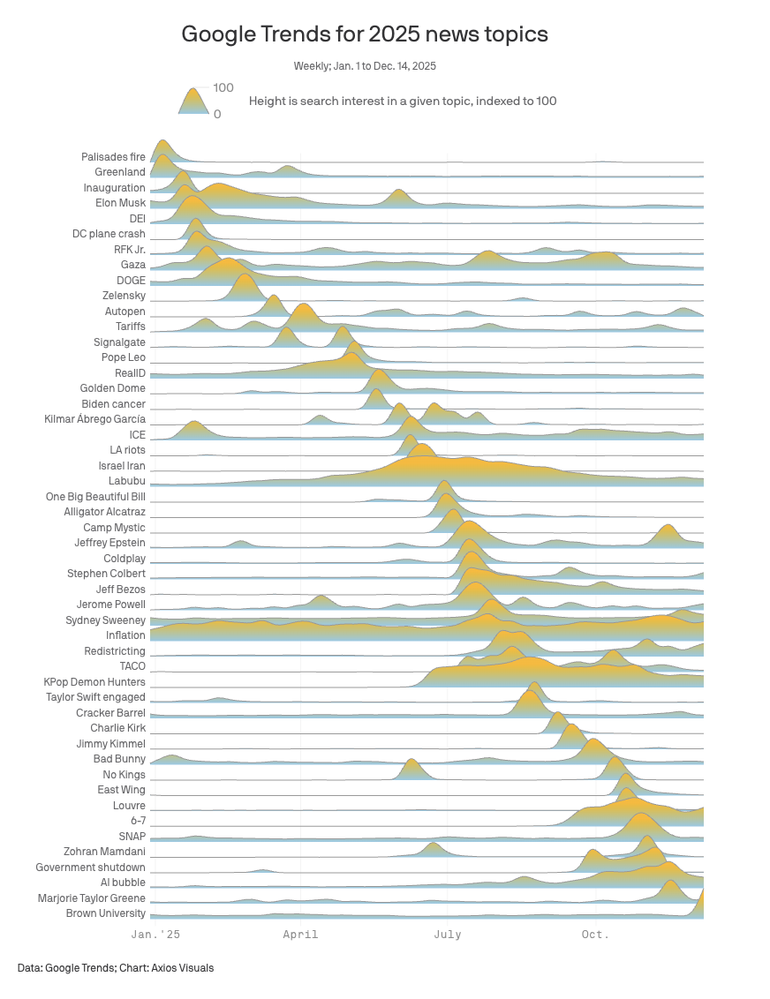 Google Trends for 2025 news topics
Weekly; Jan. 1 to Dec. 14, 2025
100
0
Height is search interest in a given topic, indexed to 100
Palisades fire
Greenland
Inauguration
Elon Musk
DEI
DC plane crash
RFK Jr.
Gaza
DOGE
Zelensky
Autopen
Tariffs
Signalgate
Pope Leo
RealID
Golden Dome
Biden cancer
Kilmar Ábrego García
ICE
LA riots
Israel Iran
Labubu
One Big Beautiful Bill
Alligator Alcatraz
Camp Mystic
Jeffrey Epstein
Coldplay
Stephen Colbert
Jeff Bezos
Jerome Powell
Sydney Sweeney
Inflation
Redistricting
TACO
KPop Demon Hunters
Taylor Swift engaged
Cracker Barrel
Charlie Kirk
Jimmy Kimmel
Bad Bunny
No Kings
East Wing
Louvre
6-7
SNAP
Zohran Mamdani
Government shutdown
AI bubble
Marjorie Taylor Greene
Brown University
Jan.'25 April July Oct.
Data: Google Trends; Chart: Axios Visuals